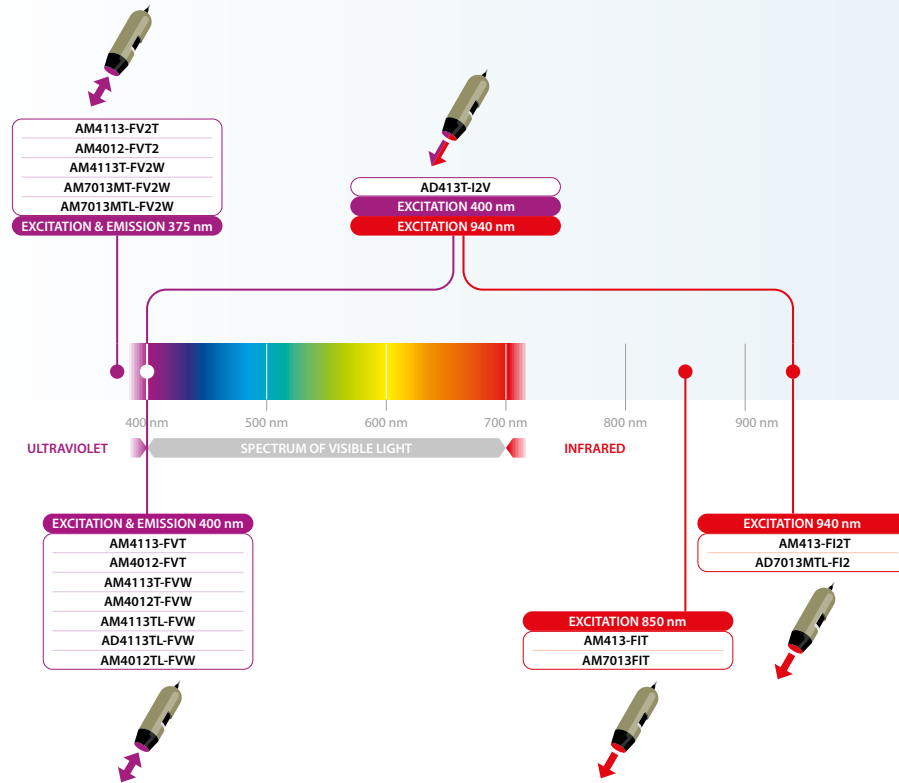 AM4113-FV2T
AM4012-FVT2
AM4113T-FV2W
AM7013MT-FV2W
AM7013MTL-FV2W
EXCITATION & EMISSION 375 nm
AD413T-I2V
EXCITATION 400 nm
EXCITATION 940 nm
400 nm
500 nm
600 nm
700 nm
800 nm
900 nm
ULTRAVIOLET
SPECTRUM OF VISIBLE LIGHT
INFRARED
EXCITATION & EMISSION 400 nm
AM4113-FVT
AM4012-FVT
AM4113T-FVW
AM4012T-FVW
AM4113TL-FVW
AD4113TL-FVW
AM4012TL-FVW
EXCITATION 850 nm
AM413-FIT
AM7013FIT
EXCITATION 940 nm
AM413-FI2T
AD7013MTL-FI2